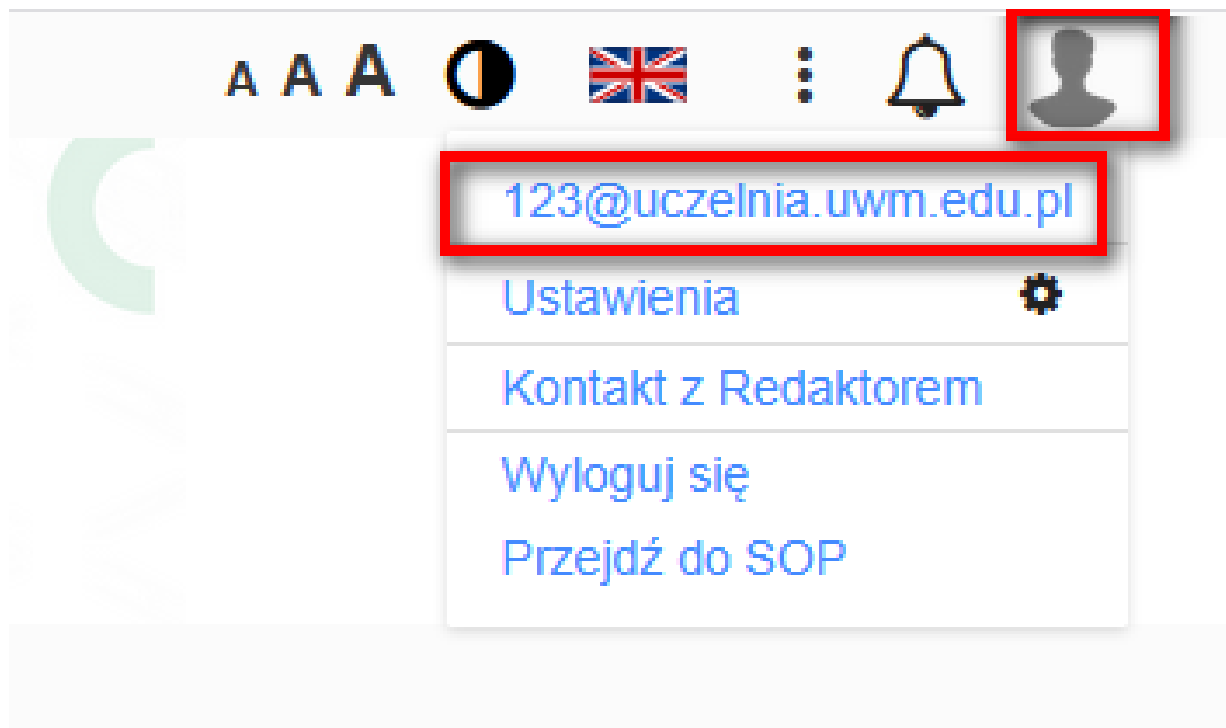 A A A
123@uczelnia.uwm.edu.pl
Ustawienia
Kontakt z Redaktorem
Wyloguj się
Przejdź do SOP